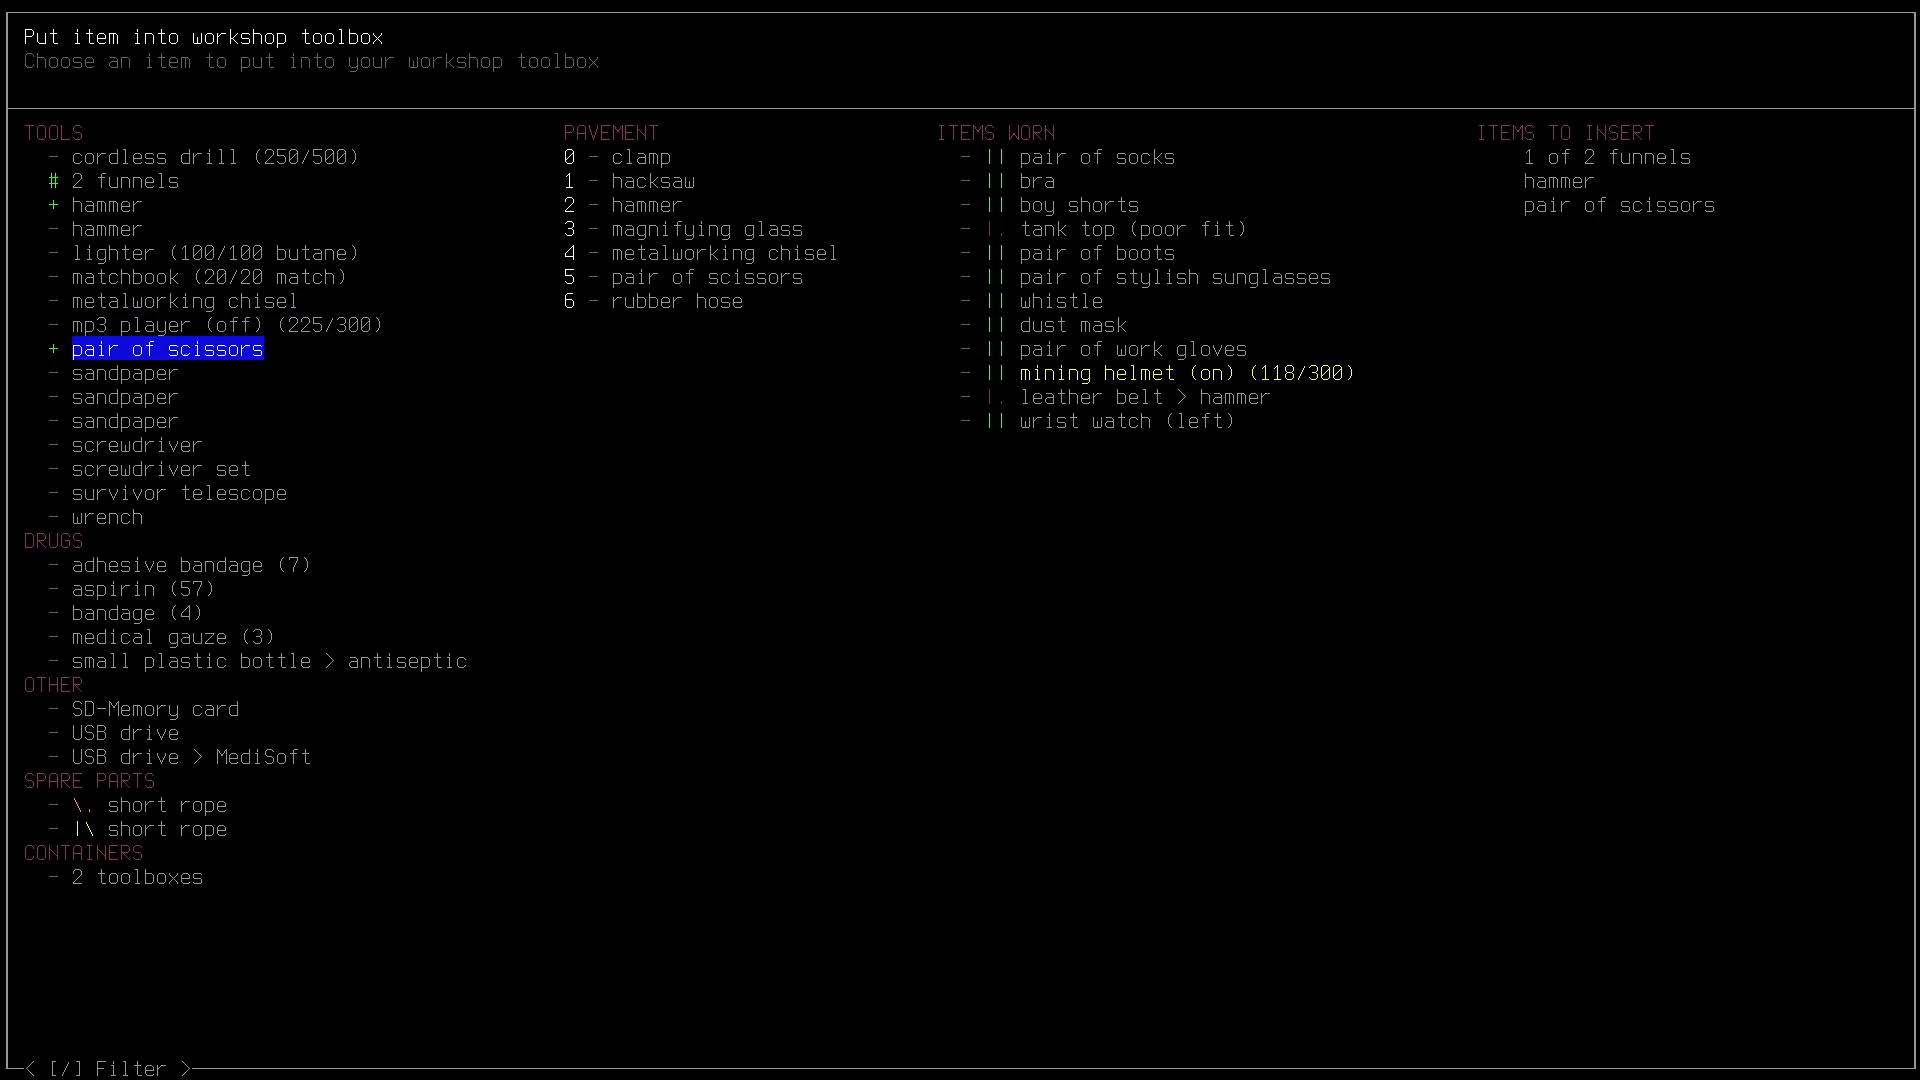 Put item into workshop toolbox
Choose an item to put into your workshop toolbox
TOOLS
- cordless drill (250/500)
# 2 funnels
+ hammer
- hammer
- lighter (100/100 butane)
- matchbook (20/20 match)
- metalworking chisel
- mp3 player (off) (225/300)
+ pair of scissors
- sandpaper
- sandpaper
- sandpaper
- screwdriver
- screwdriver set
- survivor telescope
- wrench
DRUGS
- adhesive bandage (7)
- aspirin (57)
- bandage (4)
- medical gauze (3)
- small plastic bottle > antiseptic
OTHER
- SD-Memory card
- USB drive
- USB drive > MediSoft
SPARE PARTS
- \. short rope
- |\ short rope
CONTAINERS
- 2 toolboxes
PAVEMENT
0 - clamp
1 - hacksaw
2 - hammer
3 - magnifying glass
4 - metalworking chisel
5 - pair of scissors
6 - rubber hose
ITEMS WORN
- || pair of socks
- || bra
- || boy shorts
- |. tank top (poor fit)
- || pair of boots
- || pair of stylish sunglasses
- || whistle
- || dust mask
- || pair of work gloves
- || mining helmet (on) (118/300)
- |. leather belt > hammer
- || wrist watch (left)
ITEMS TO INSERT
1 of 2 funnels
hammer
pair of scissors
< [/] Filter >